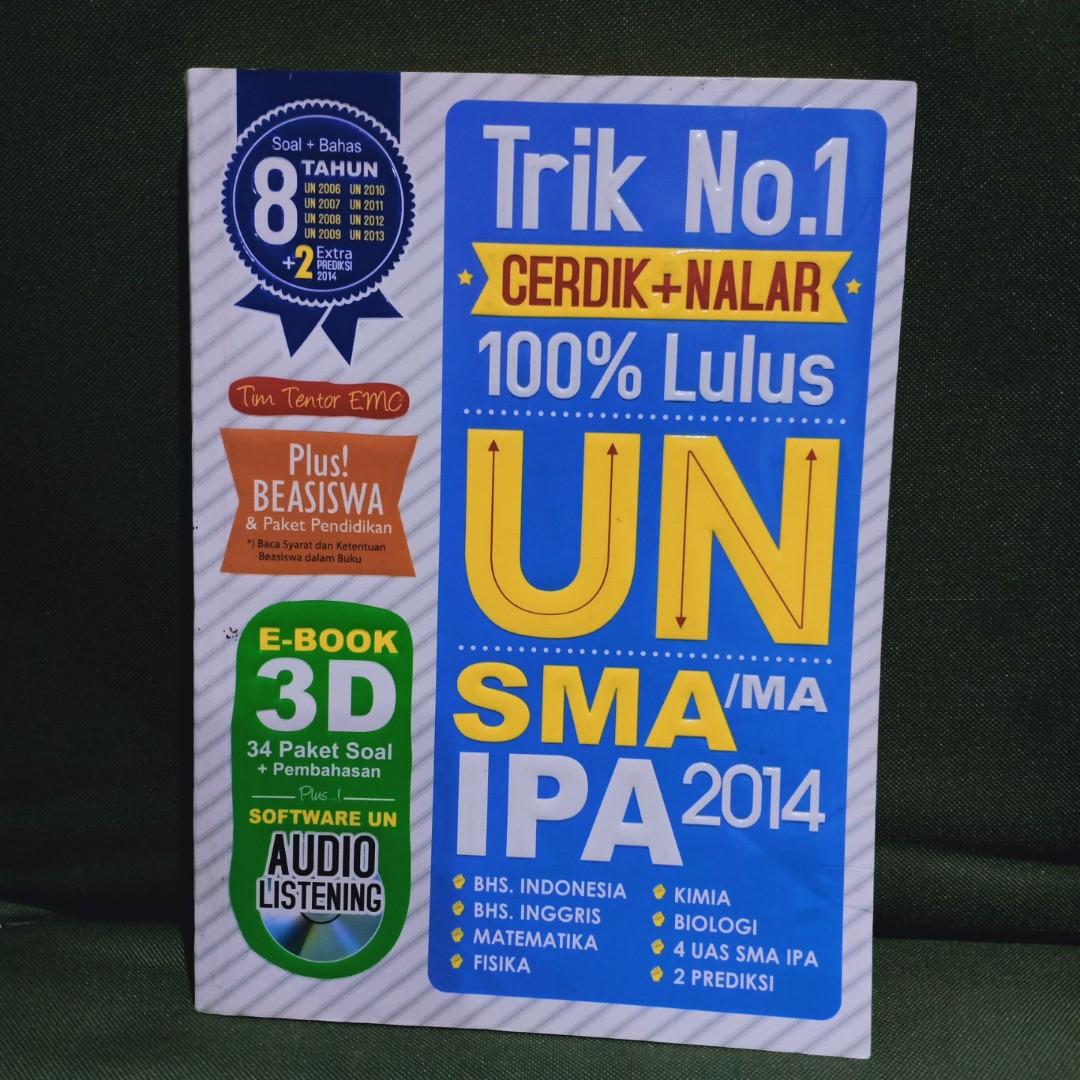 Soal + Bahas
8 TAHUN
UN 2006 UN 2010
UN 2007 UN 2011
UN 2008 UN 2012
UN 2009 UN 2013
+2 Extra
PREDIKSI
2014
Tim Tentor EMC
Plus!
BEASISWA
& Paket Pendidikan
*) Baca Syarat dan Ketentuan
Beasiswa dalam Buku
E-BOOK
3D
34 Paket Soal
+ Pembahasan
Plus...!
SOFTWARE UN
AUDIO
LISTENING
Trik No.1
CERDIK+NALAR
100% Lulus
UN
SMA/MA
IPA 2014
BHS. INDONESIA
BHS. INGGRIS
MATEMATIKA
FISIKA
KIMIA
BIOLOGI
4 UAS SMA IPA
2 PREDIKSI